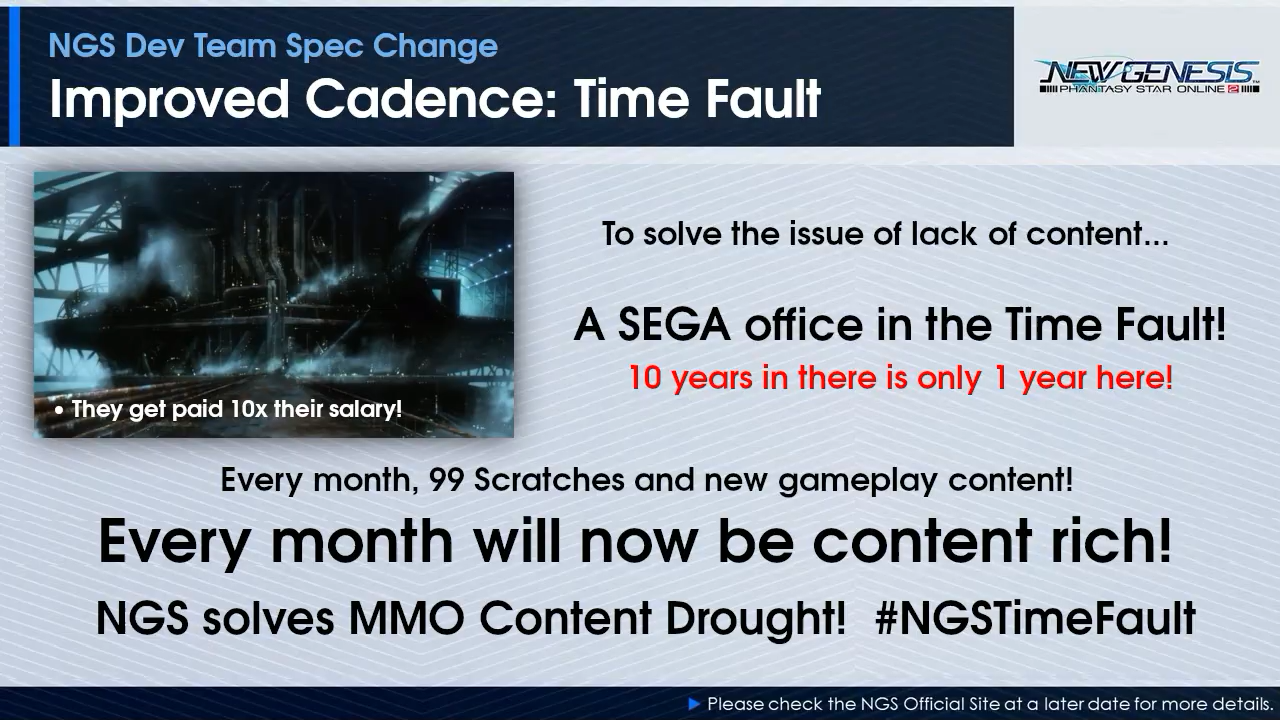 NGS Dev Team Spec Change
Improved Cadence: Time Fault
NEW GENESIS
PHANTASY STAR ONLINE 2
To solve the issue of lack of content...
A SEGA office in the Time Fault!
10 years in there is only 1 year here!
• They get paid 10x their salary!
Every month, 99 Scratches and new gameplay content!
Every month will now be content rich!
NGS solves MMO Content Drought! #NGSTimeFault
▶ Please check the NGS Official Site at a later date for more details.